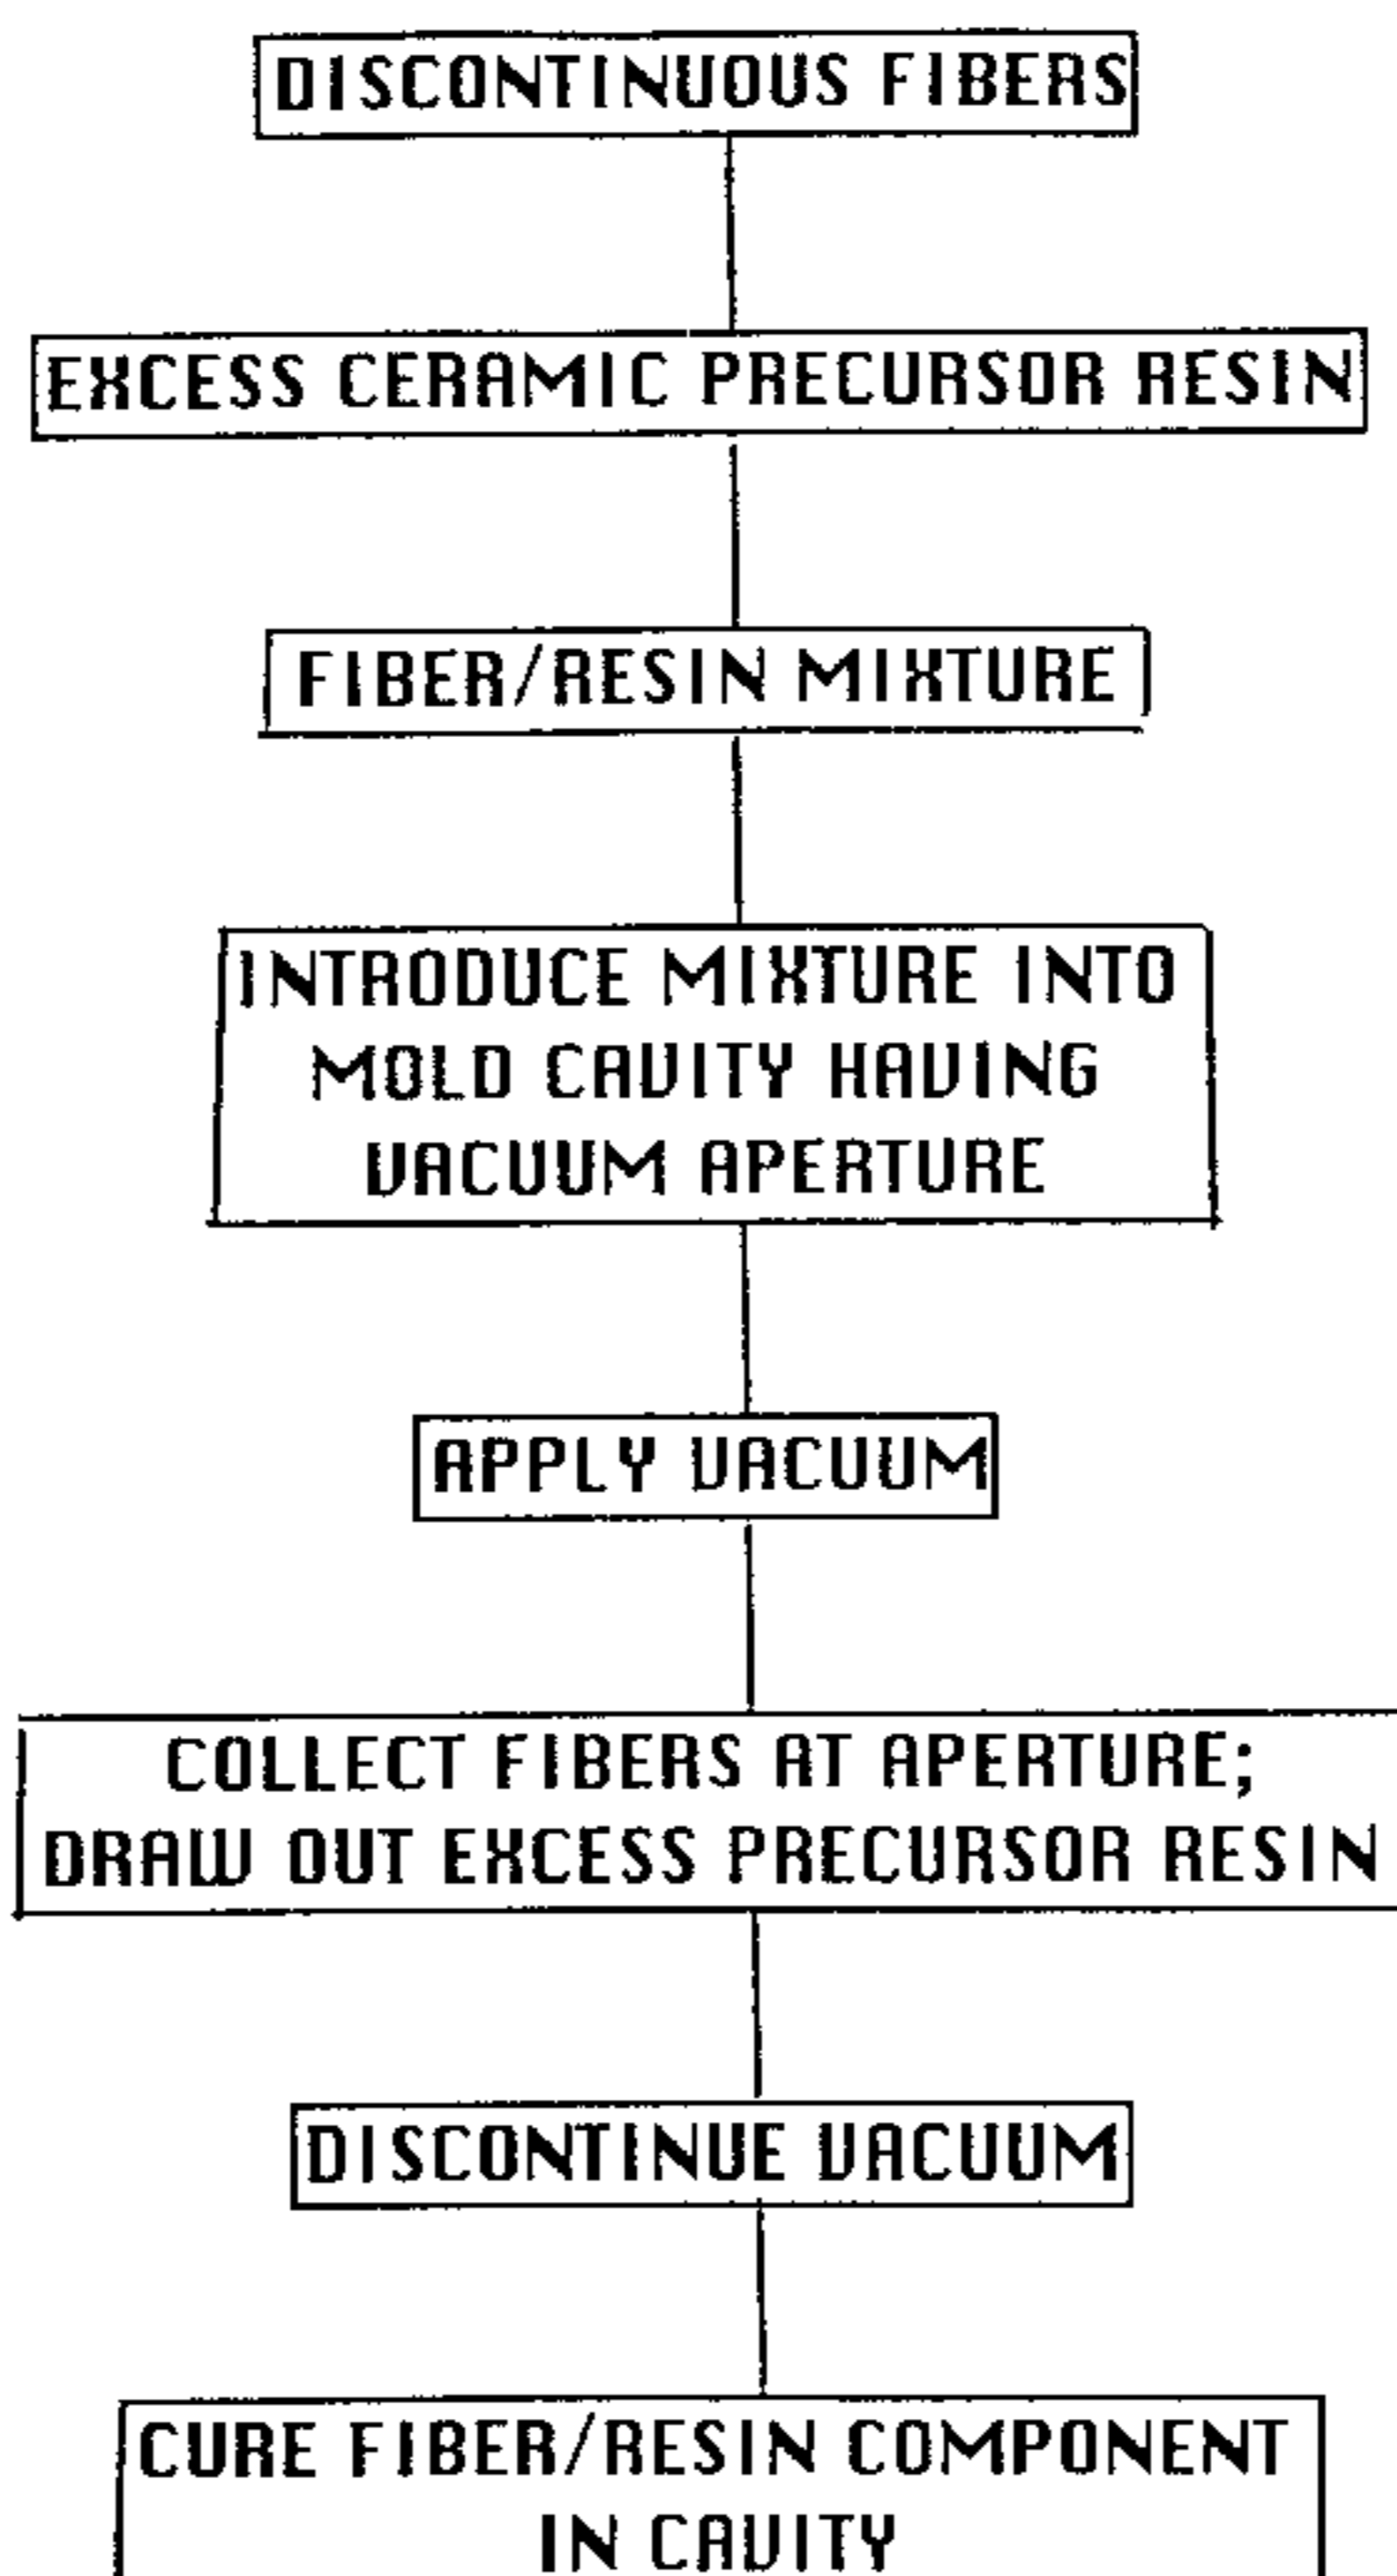 DISCONTINUOUS FIBERS
EXCESS CERAMIC PRECURSOR RESIN
FIBER/RESIN MIXTURE
INTRODUCE MIXTURE INTO
MOLD CAVITY HAVING
VACUUM APERTURE
APPLY VACUUM
COLLECT FIBERS AT APERTURE;
DRAW OUT EXCESS PRECURSOR RESIN
DISCONTINUE VACUUM
CURE FIBER/RESIN COMPONENT
IN CAVITY